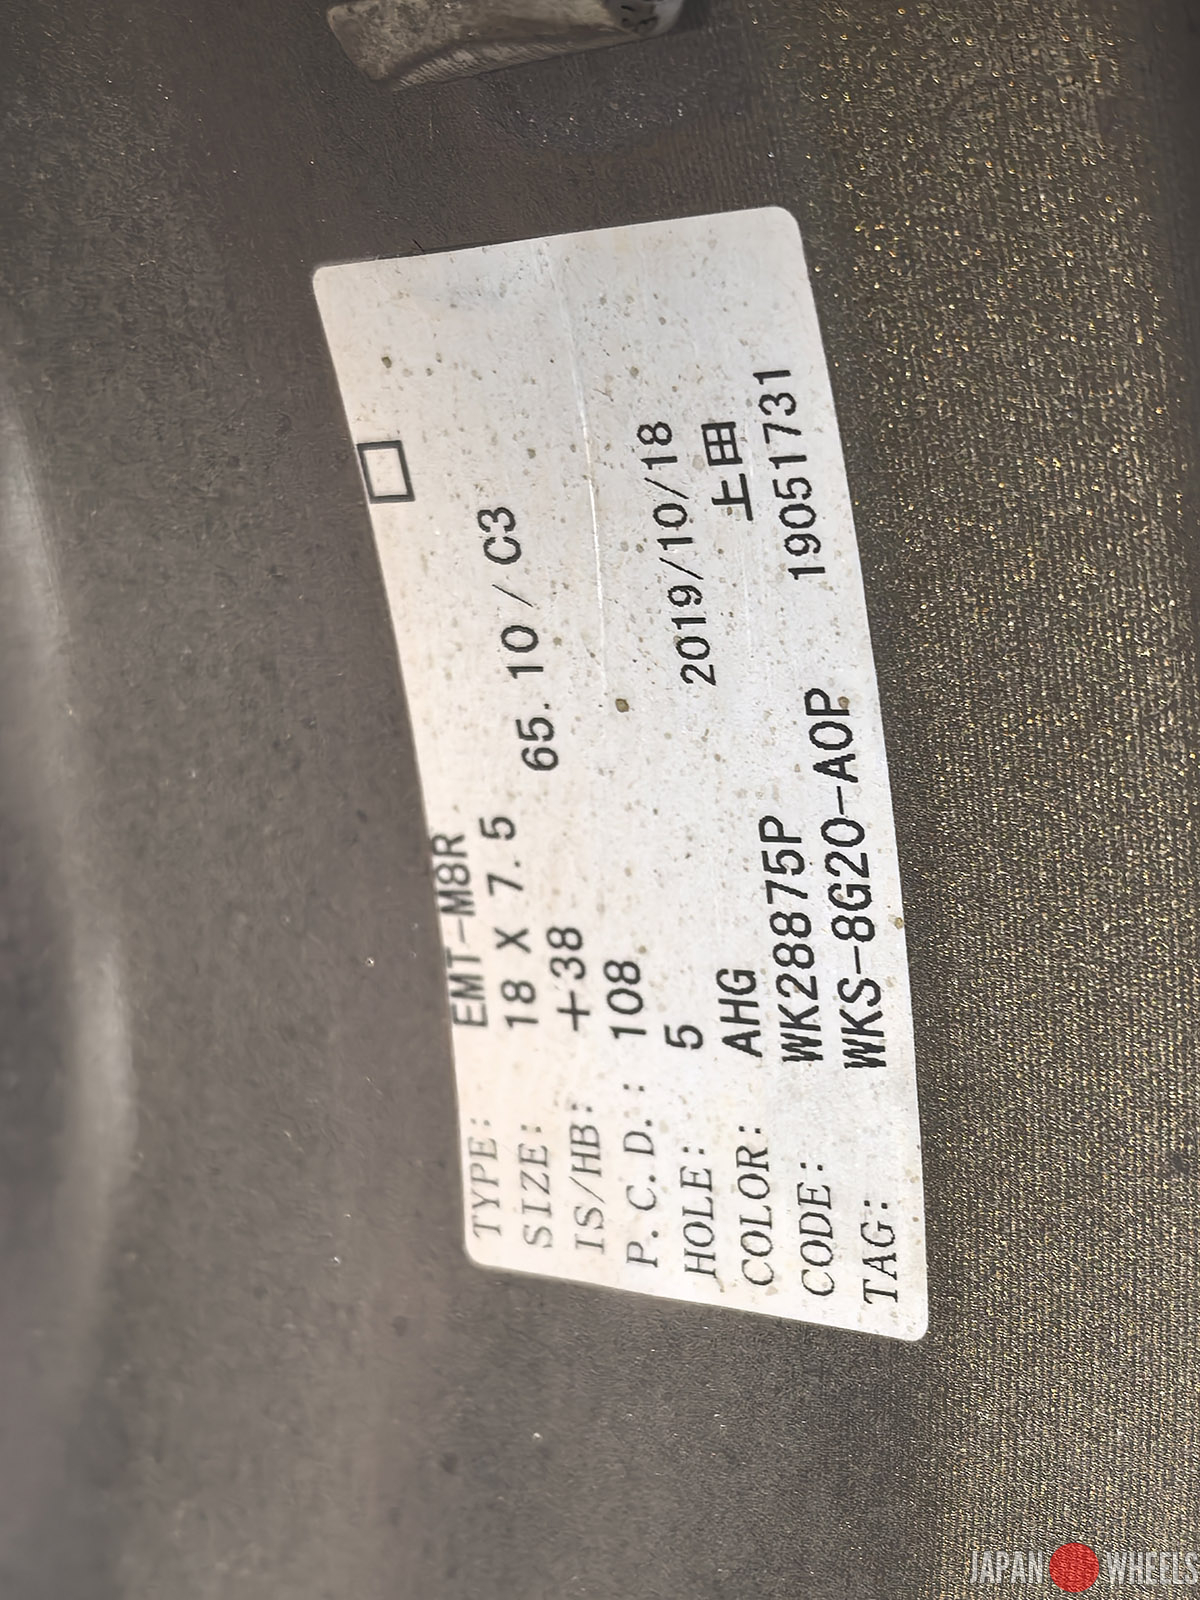 TYPE: EMT-M8R □
SIZE: 18 X 7.5
IS/HB: +38 65.10 / C3
P.C.D.: 108
HOLE: 5
COLOR: AHG 2019/10/18
CODE: WK28875P 上田
TAG: WKS-8G20-A0P 19051731
JAPAN WHEELS